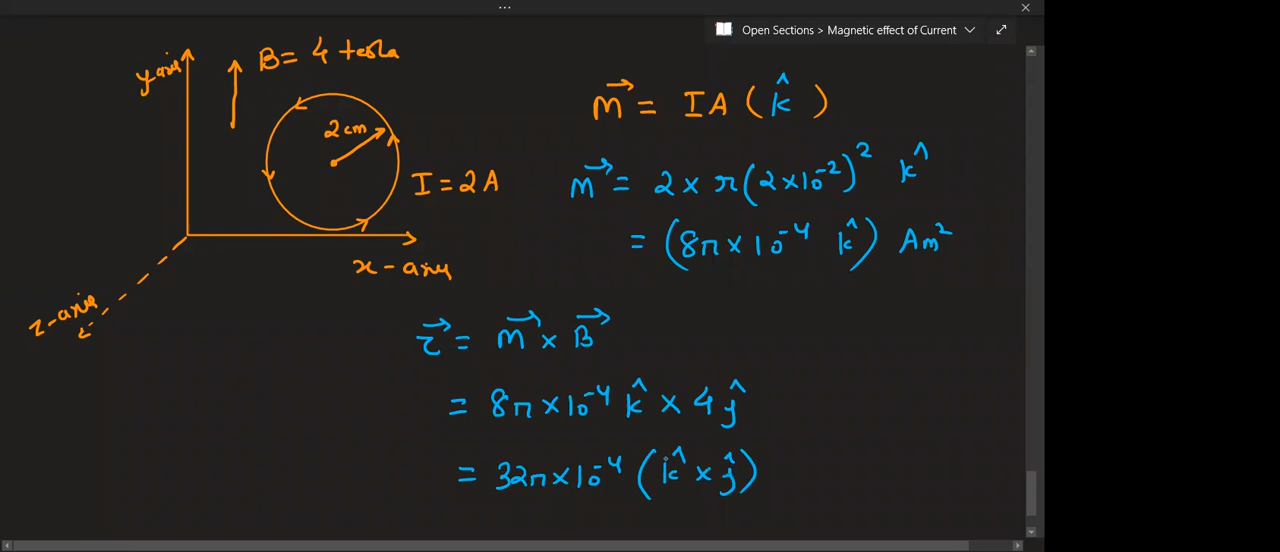 ...
Open Sections > Magnetic effect of Current
y-axis
B = 4 tesla
2 cm
I = 2 A
x-axis
z-axis
m⃗ = I A ( k̂ )
m⃗ = 2 × π(2×10⁻²)² k̂
= (8π × 10⁻⁴ k̂) Am²
τ⃗ = m⃗ × B⃗
= 8π × 10⁻⁴ k̂ × 4 ĵ
= 32π × 10⁻⁴ (k̂ × ĵ)